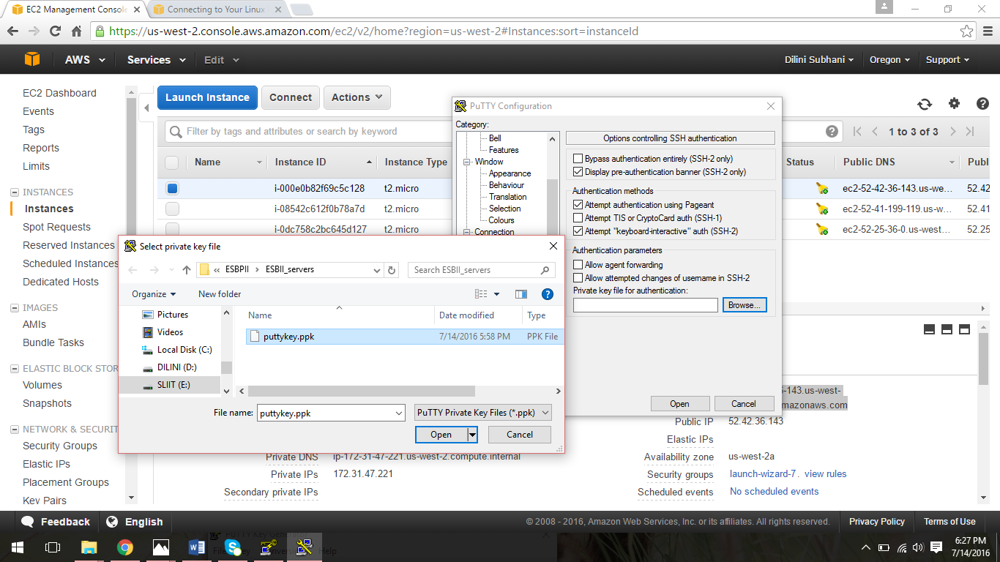 EC2 Management Conso
Connecting to Your Linux
https://us-west-2.console.aws.amazon.com/ec2/v2/home?region=us-west-2#Instances:sort=instanceId
AWS Services Edit Dilini Subhani Oregon Support
EC2 Dashboard
Events
Tags
Reports
Limits
INSTANCES
Instances
Spot Requests
Reserved Instances
Scheduled Instances
Dedicated Hosts
IMAGES
AMIs
Bundle Tasks
ELASTIC BLOCK STOR
Volumes
Snapshots
NETWORK & SECURIT
Security Groups
Elastic IPs
Placement Groups
Key Pairs
Launch Instance Connect Actions
Filter by tags and attributes or search by keyword
1 to 3 of 3
Name Instance ID Instance Type Status Public DNS Publ
i-000e0b82f69c5c128 t2.micro ec2-52-42-36-143.us-we... 52.42
i-08542c612f0b78a7d t2.micro ec2-52-41-199-119.us-w... 52.41
i-0dc758c2bc645d127 t2.micro ec2-52-25-36-0.us-west... 52.25
PuTTY Configuration
Category:
Bell
Features
Window
Appearance
Behaviour
Translation
Selection
Colours
Connection
Options controlling SSH authentication
Bypass authentication entirely (SSH-2 only)
Display pre-authentication banner (SSH-2 only)
Authentication methods
Attempt authentication using Pageant
Attempt TIS or CryptoCard auth (SSH-1)
Attempt "keyboard-interactive" auth (SSH-2)
Authentication parameters
Allow agent forwarding
Allow attempted changes of username in SSH-2
Private key file for authentication:
Browse...
Open Cancel
Select private key file
« ESBPII › ESBII_servers
Search ESBII_servers
Organize New folder
Pictures
Videos
Local Disk (C:)
DILINI (D:)
SLIIT (E:)
Name Date modified Type
puttykey.ppk 7/14/2016 5:58 PM PPK File
File name: puttykey.ppk PuTTY Private Key Files (*.ppk)
Open Cancel
6-143.us-west-
mazonaws.com
Public IP 52.42.36.143
Elastic IPs
Private DNS ip-172-31-47-221.us-west-2.compute.internal
Availability zone us-west-2a
Private IPs 172.31.47.221
Security groups launch-wizard-7. view rules
Secondary private IPs
Scheduled events No scheduled events
Feedback English
© 2008 - 2016, Amazon Web Services, Inc. or its affiliates. All rights reserved. Privacy Policy Terms of Use
6:27 PM
7/14/2016